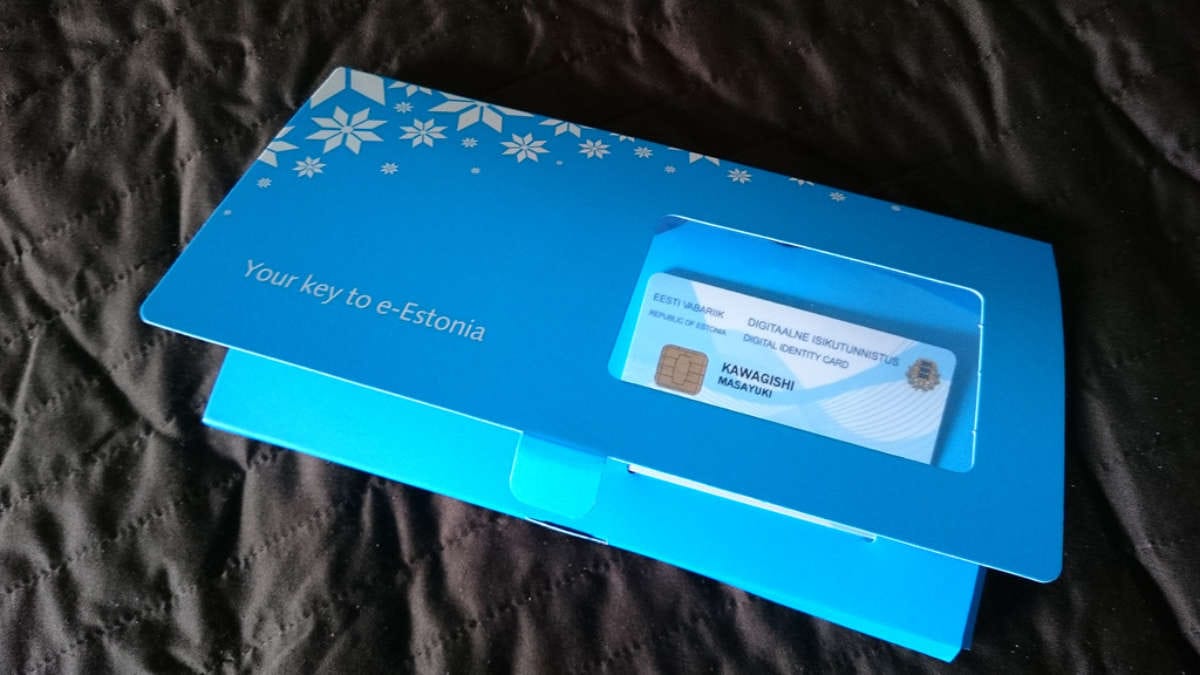 Your key to e-Estonia
EESTI VABARIIK
REPUBLIC OF ESTONIA
DIGITAALNE ISIKUTUNNISTUS
DIGITAL IDENTITY CARD
KAWAGISHI
MASAYUKI